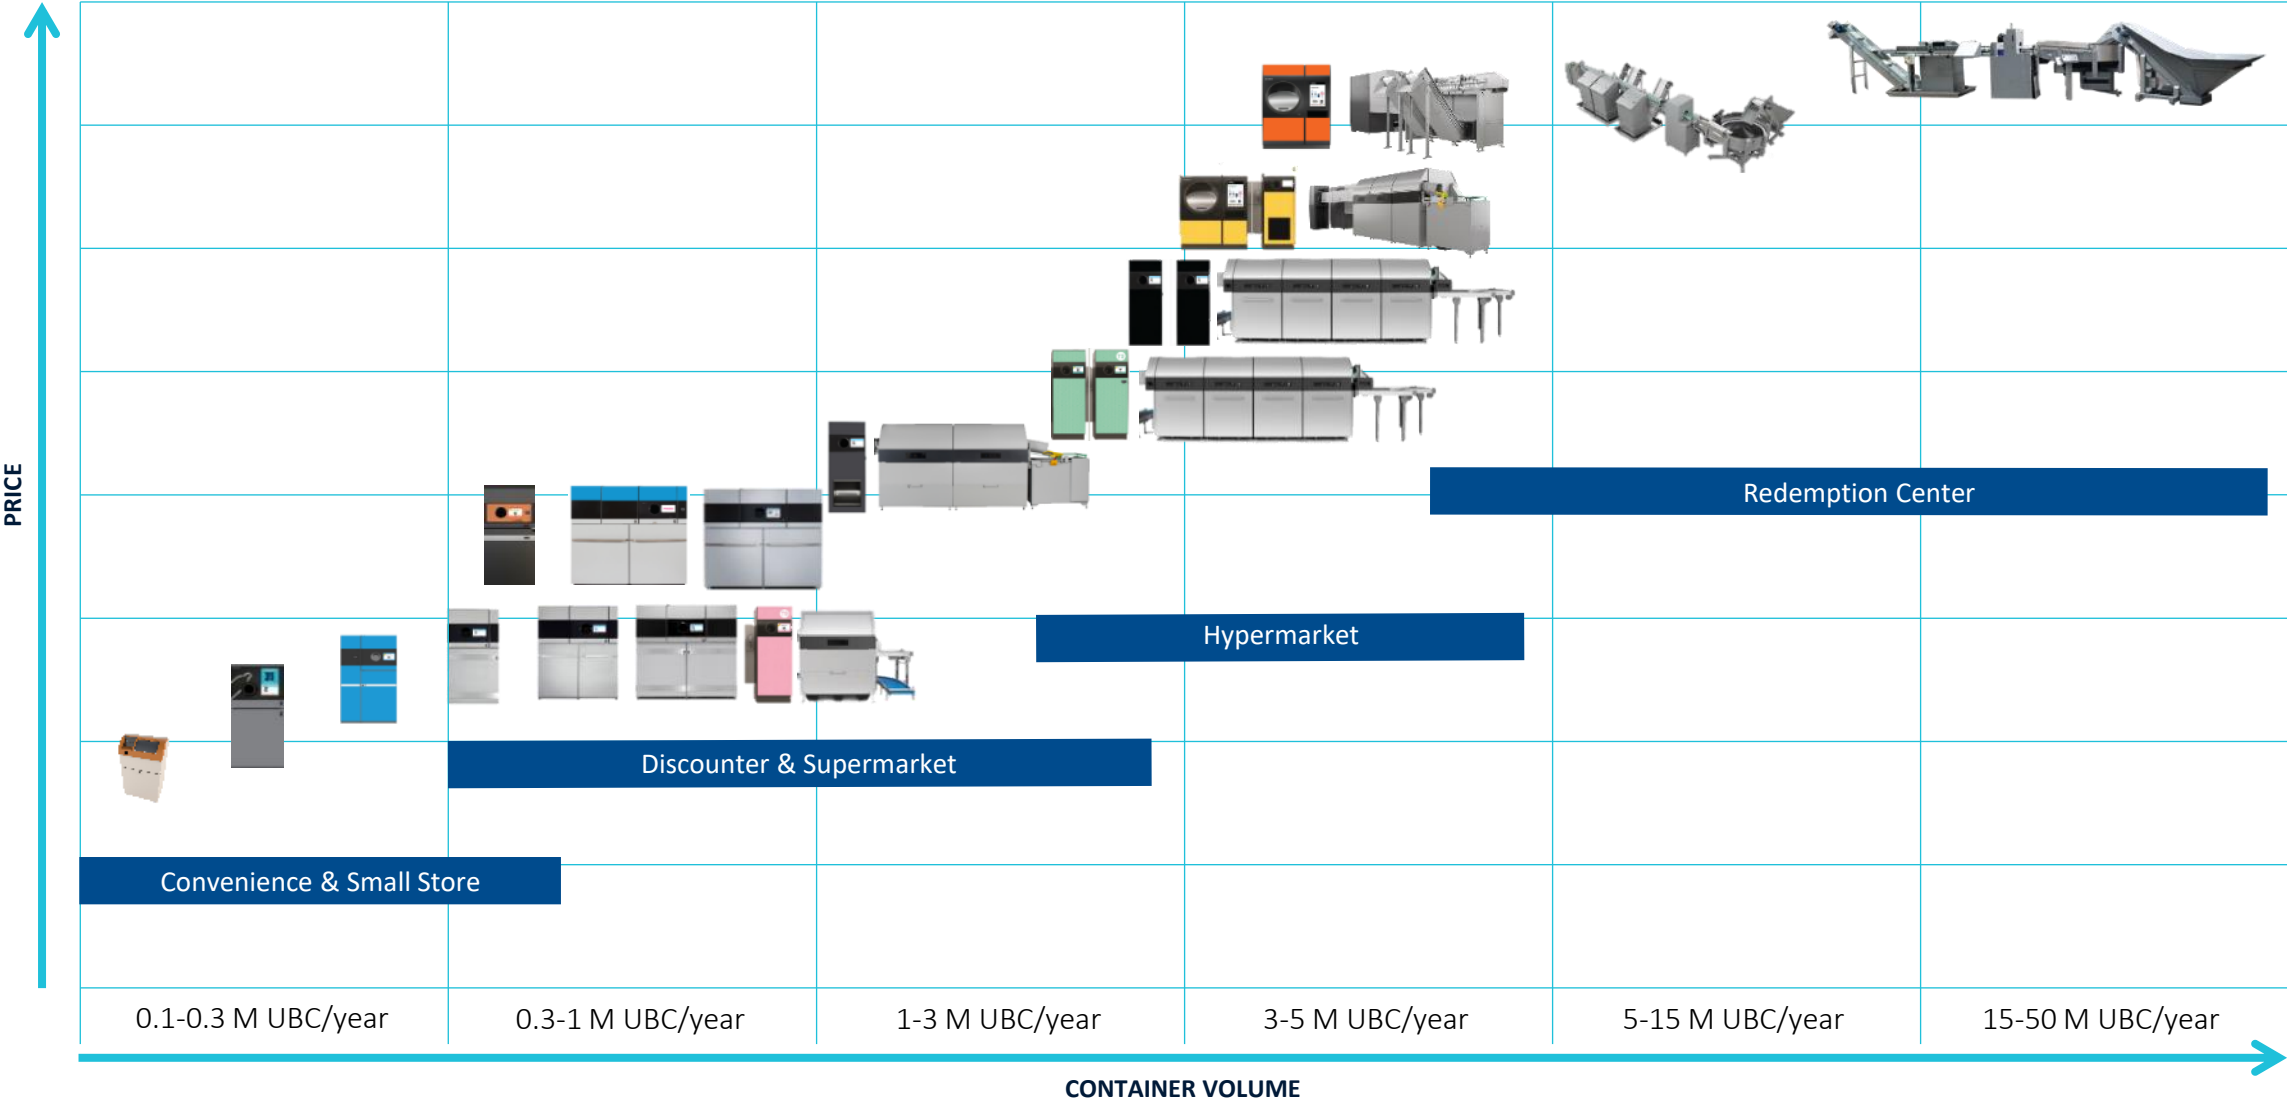 PRICE
Redemption Center
Hypermarket
Discounter & Supermarket
Convenience & Small Store
0.1-0.3 M UBC/year
0.3-1 M UBC/year
1-3 M UBC/year
3-5 M UBC/year
5-15 M UBC/year
15-50 M UBC/year
CONTAINER VOLUME